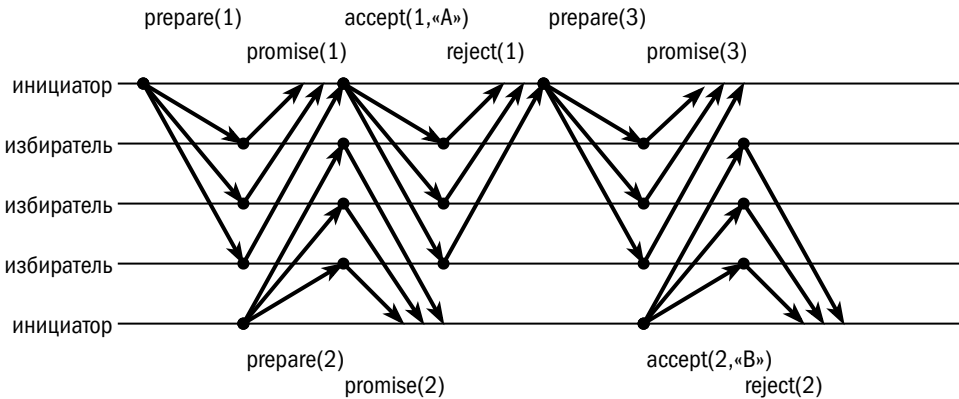 prepare(1) accept(1,«A») prepare(3)
promise(1) reject(1) promise(3)
инициатор
избиратель
избиратель
избиратель
инициатор
prepare(2) accept(2,«B»)
promise(2) reject(2)